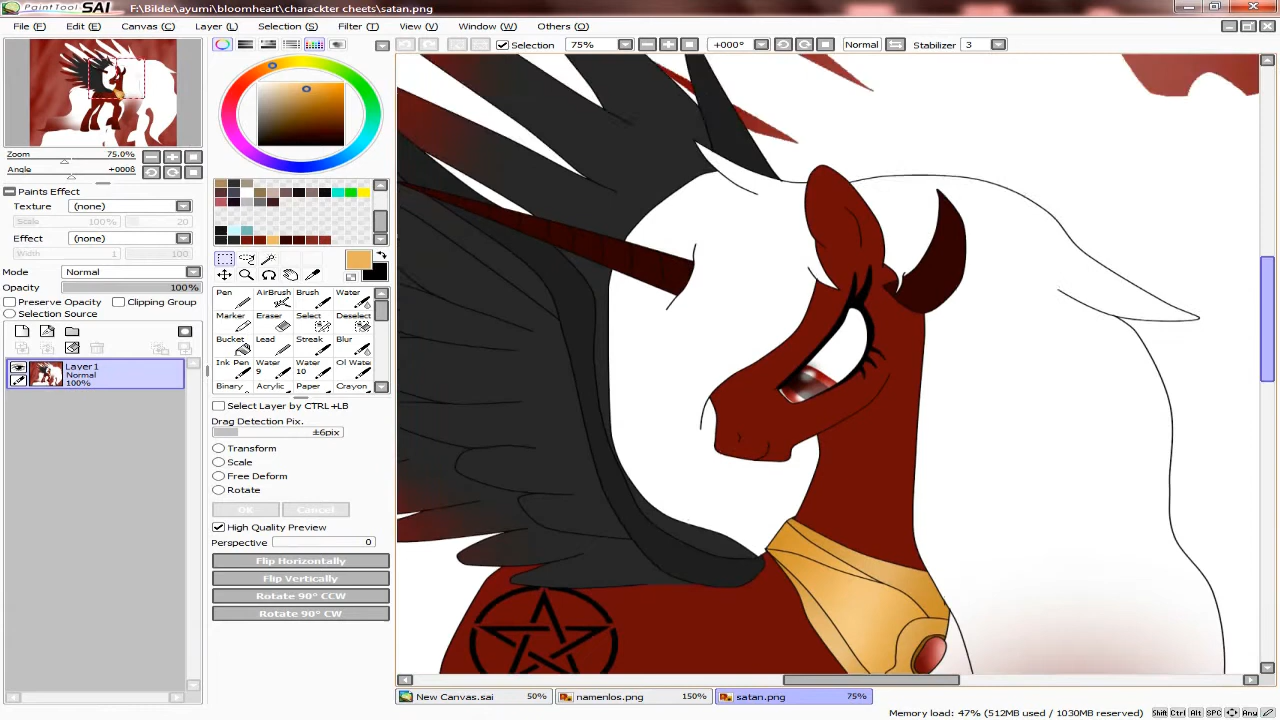 PaintTool SAI F:\Bilder\ayumi\bloomheart\charackter cheets\satan.png
File (F) Edit (E) Canvas (C) Layer (L) Selection (S) Filter (T) View (V) Window (W) Others (O)
Selection 75% +000° Normal Stabilizer 3
Zoom 75.0%
Angle +000ß
Paints Effect
Texture (none)
Scale 100% 20
Effect (none)
Width 1 100
Mode Normal
Opacity 100%
Preserve Opacity Clipping Group
Selection Source
Layer1
Normal
100%
Pen AirBrush Brush Water
Marker Eraser Select Deselect
Bucket Lead Streak Blur
Ink Pen Water 9 Water 10 Oil Wate
Binary Acrylic Paper Crayon
Select Layer by CTRL+LB
Drag Detection Pix.
±6pix
Transform
Scale
Free Deform
Rotate
OK Cancel
High Quality Preview
Perspective 0
Flip Horizontally
Flip Vertically
Rotate 90° CCW
Rotate 90° CW
New Canvas.sai 50% namenlos.png 150% satan.png 75%
Memory load: 47% (512MB used / 1030MB reserved) Shift Ctrl Alt SPC Any